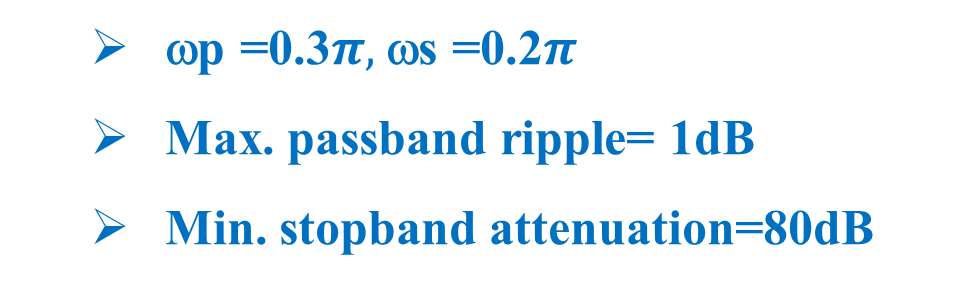 ➢ ωp =0.3𝝅, ωs =0.2𝝅
➢ Max. passband ripple= 1dB
➢ Min. stopband attenuation=80dB